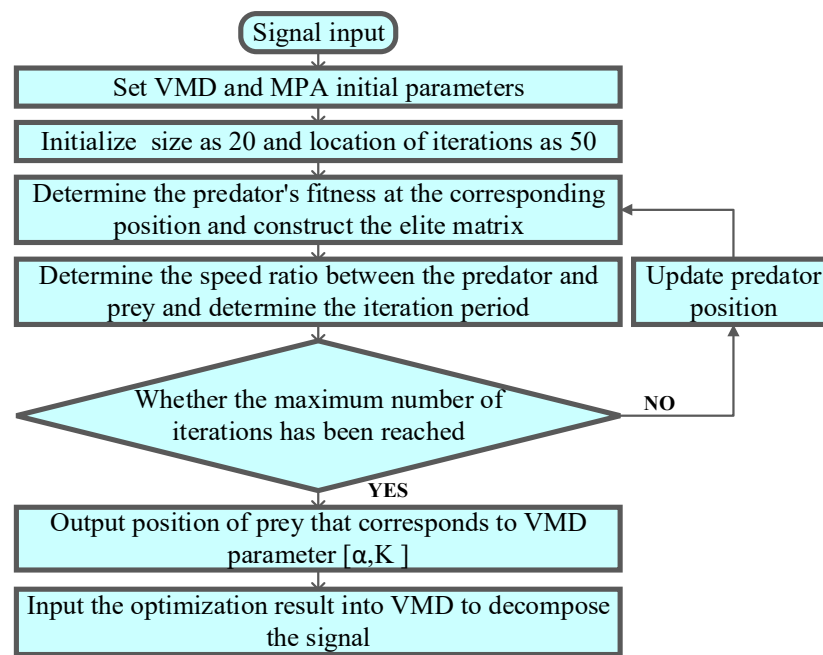 Signal input
Set VMD and MPA initial parameters
Initialize size as 20 and location of iterations as 50
Determine the predator's fitness at the corresponding
position and construct the elite matrix
Determine the speed ratio between the predator and
prey and determine the iteration period
Update predator
position
Whether the maximum number of
iterations has been reached
NO
YES
Output position of prey that corresponds to VMD
parameter [α,K ]
Input the optimization result into VMD to decompose
the signal